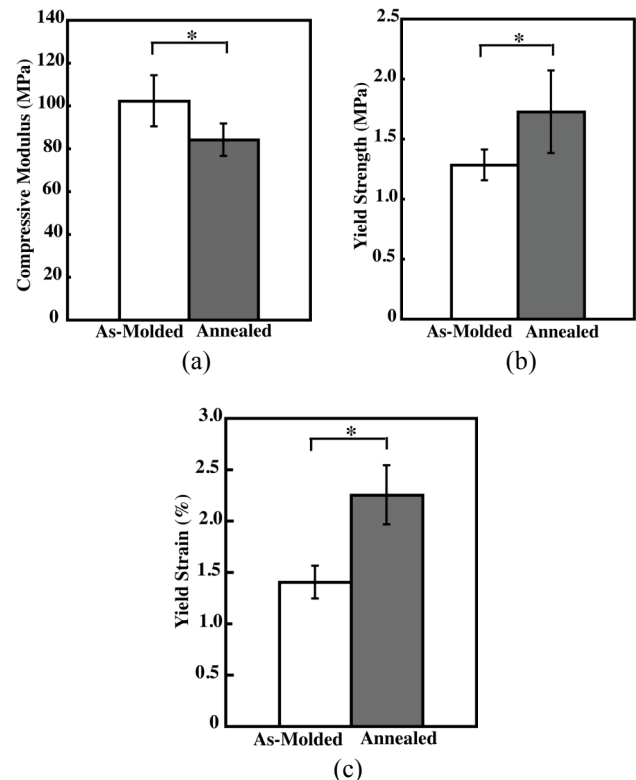 Compressive Modulus (MPa)
140
120
100
80
60
40
20
0
*
As-Molded Annealed
(a)
Yield Strength (MPa)
2.5
2.0
1.5
1.0
0.5
0
*
As-Molded Annealed
(b)
Yield Strain (%)
3.0
2.5
2.0
1.5
1.0
0.5
0
*
As-Molded Annealed
(c)